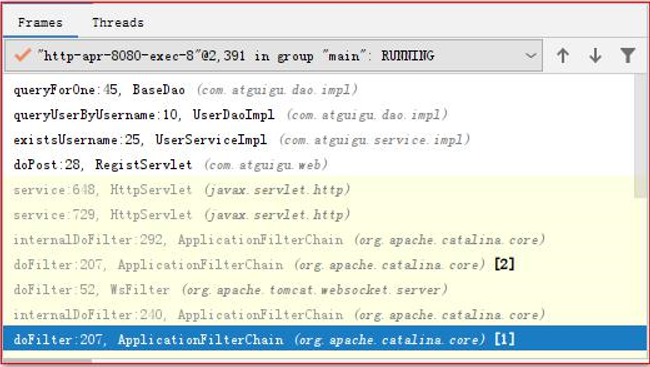 Frames Threads
"http-apr-8080-exec-8"@2,391 in group "main": RUNNING
queryForOne:45, BaseDao (com.atguigu.dao.impl)
queryUserByUsername:10, UserDaoImpl (com.atguigu.dao.impl)
existsUsername:25, UserServiceImpl (com.atguigu.service.impl)
doPost:28, RegistServlet (com.atguigu.web)
service:648, HttpServlet (javax.servlet.http)
service:729, HttpServlet (javax.servlet.http)
internalDoFilter:292, ApplicationFilterChain (org.apache.catalina.core)
doFilter:207, ApplicationFilterChain (org.apache.catalina.core) [2]
doFilter:52, WsFilter (org.apache.tomcat.websocket.server)
internalDoFilter:240, ApplicationFilterChain (org.apache.catalina.core)
doFilter:207, ApplicationFilterChain (org.apache.catalina.core) [1]